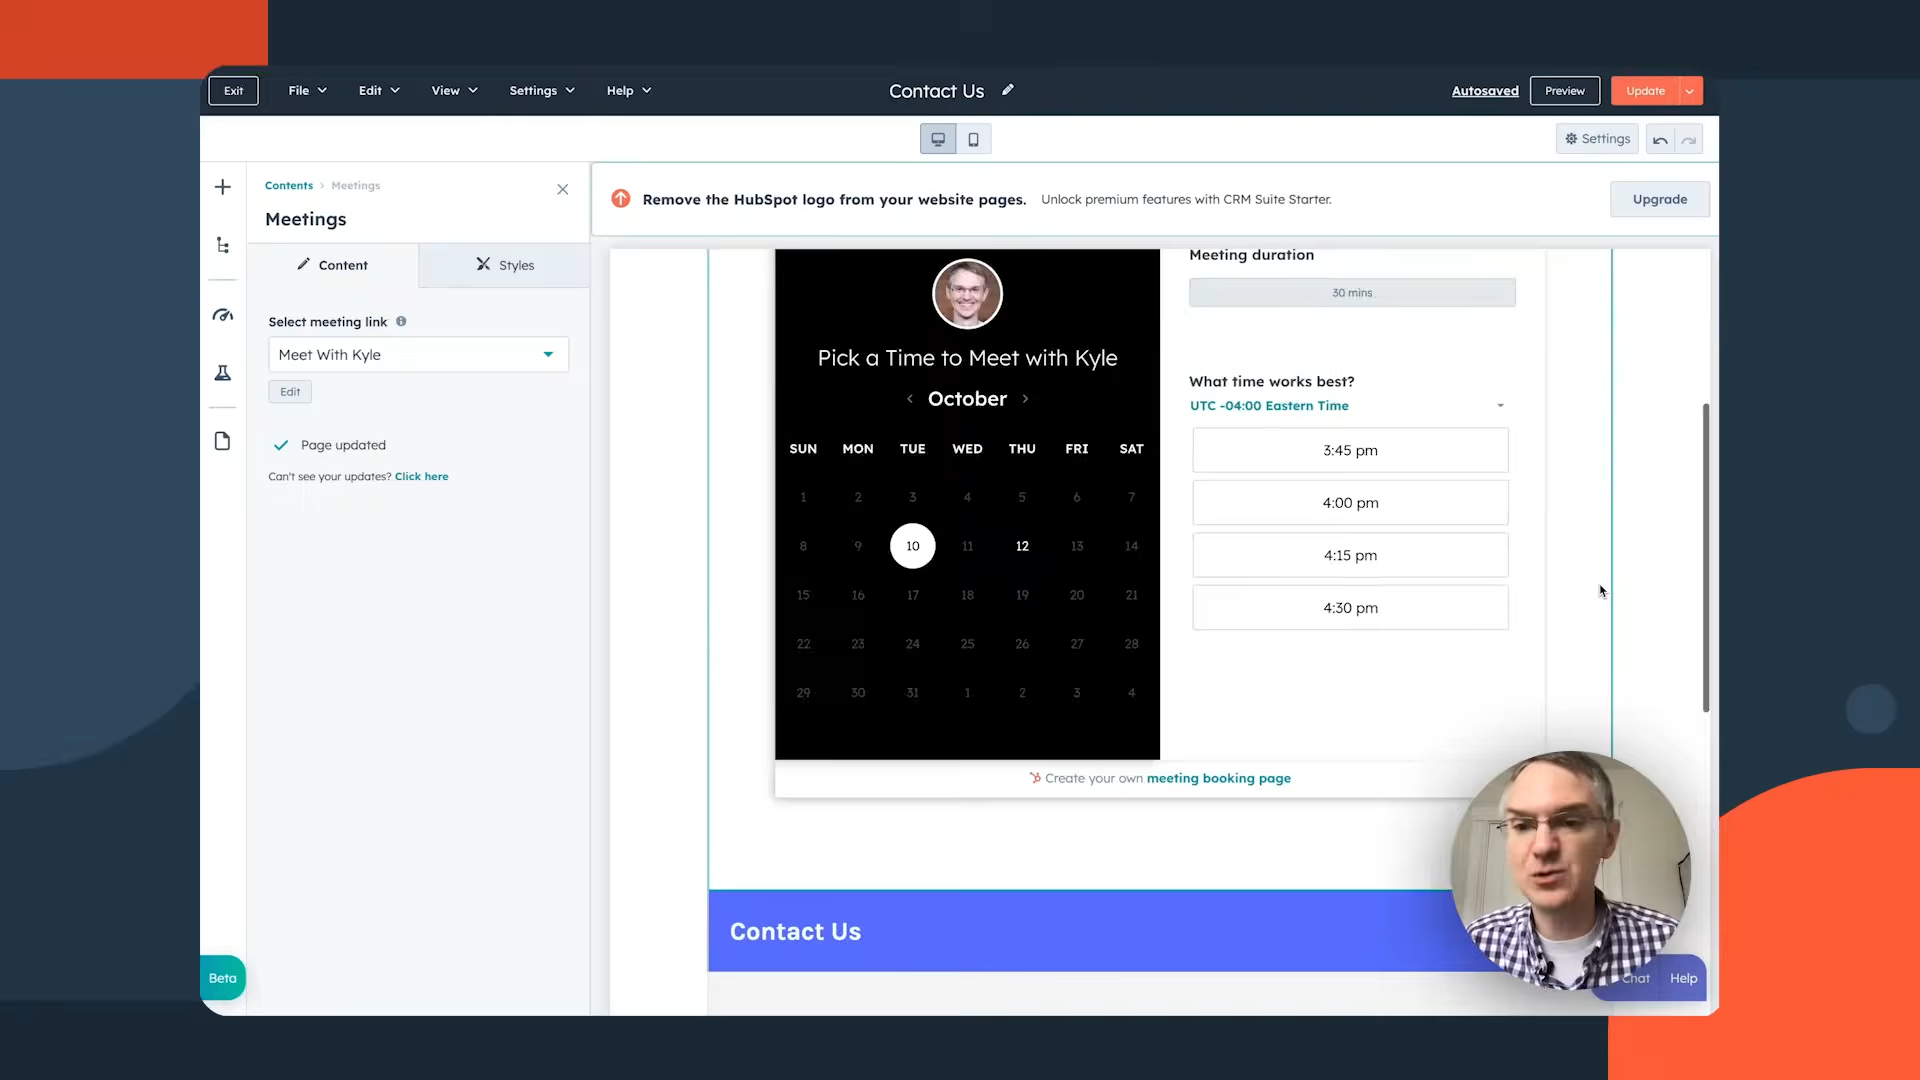 Exit File Edit View Settings Help Contact Us Autosaved Preview Update
Settings
Contents › Meetings
Meetings
Content Styles
Select meeting link
Meet With Kyle
Edit
Page updated
Can't see your updates? Click here
Beta
Remove the HubSpot logo from your website pages. Unlock premium features with CRM Suite Starter. Upgrade
Pick a Time to Meet with Kyle
October
SUN MON TUE WED THU FRI SAT
1 2 3 4 5 6 7
8 9 10 11 12 13 14
15 16 17 18 19 20 21
22 23 24 25 26 27 28
29 30 31 1 2 3 4
Meeting duration
30 mins
What time works best?
UTC -04:00 Eastern Time
3:45 pm
4:00 pm
4:15 pm
4:30 pm
Create your own meeting booking page
Contact Us
Chat Help